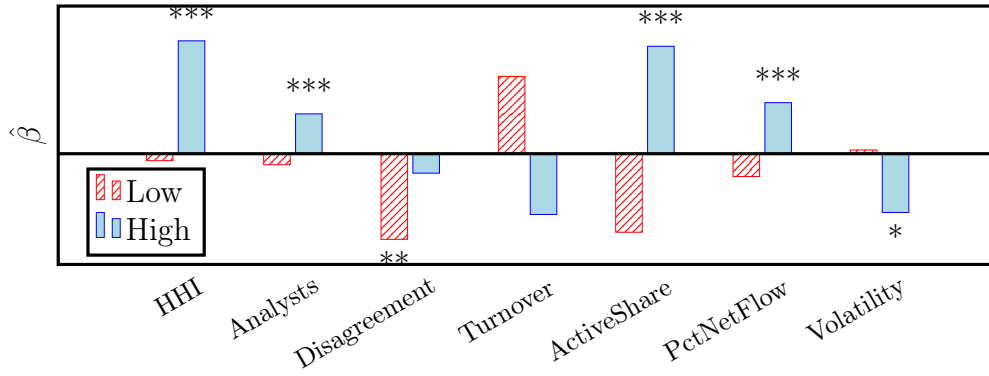 ***
***
***
***
β̂
Low
High
*
**
HHI
Analysts
Disagreement
Turnover
ActiveShare
PctNetFlow
Volatility